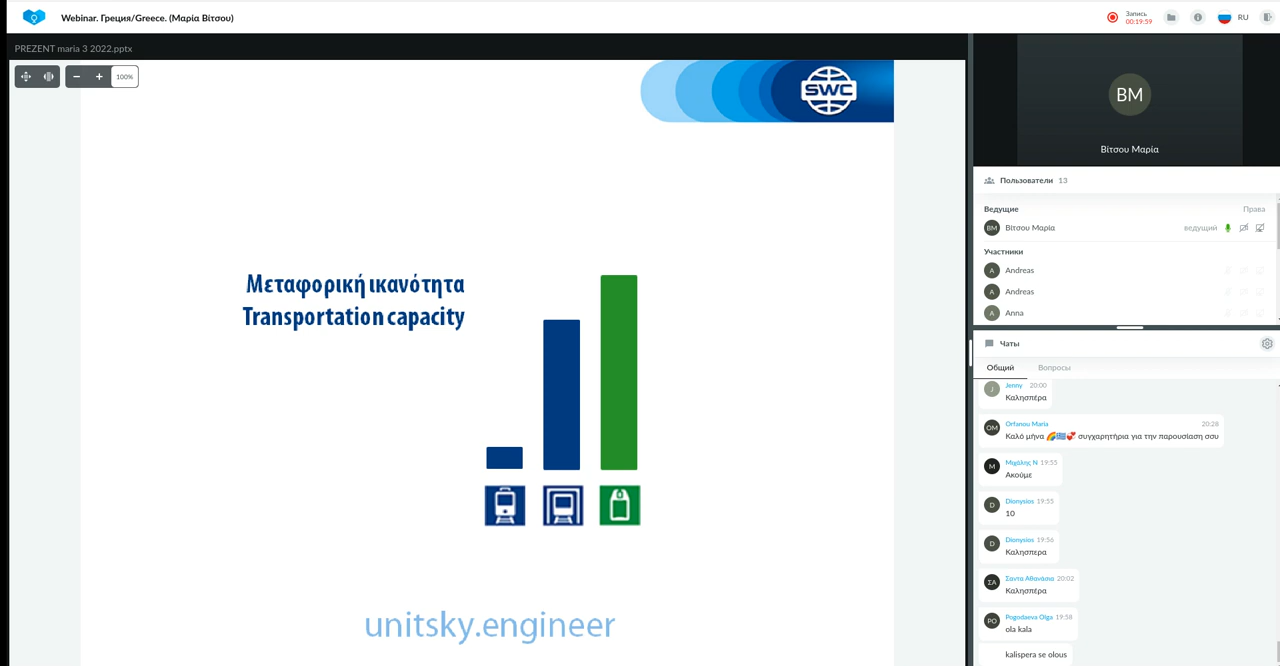 Webinar. Греция/Greece. (Μαρία Βίτσου)
Запись
00:19:59
RU
PREZENT maria 3 2022.pptx
100%
SWC
Μεταφορική ικανότητα
Transportation capacity
unitsky.engineer
BM
Βίτσου Μαρία
Пользователи 13
Ведущие Права
BM Βίτσου Μαρία ведущий
Участники
A Andreas
A Andreas
A Anna
Чаты
Общий Вопросы
J Jenny 20:00
Καλησπέρα
OM Orfanou Maria 20:28
Καλό μήνα 🌈🇬🇷💞 συγχαρητήρια για την παρουσίαση σου
M Μιχάλης Ν 19:55
Ακούμε
D Dionysios 19:55
10
D Dionysios 19:56
Καλησπερα
ΣΑ Σαντα Αθανάσια 20:02
Καλησπέρα
PO Pogodaeva Olga 19:58
ola kala
kalispera se olous